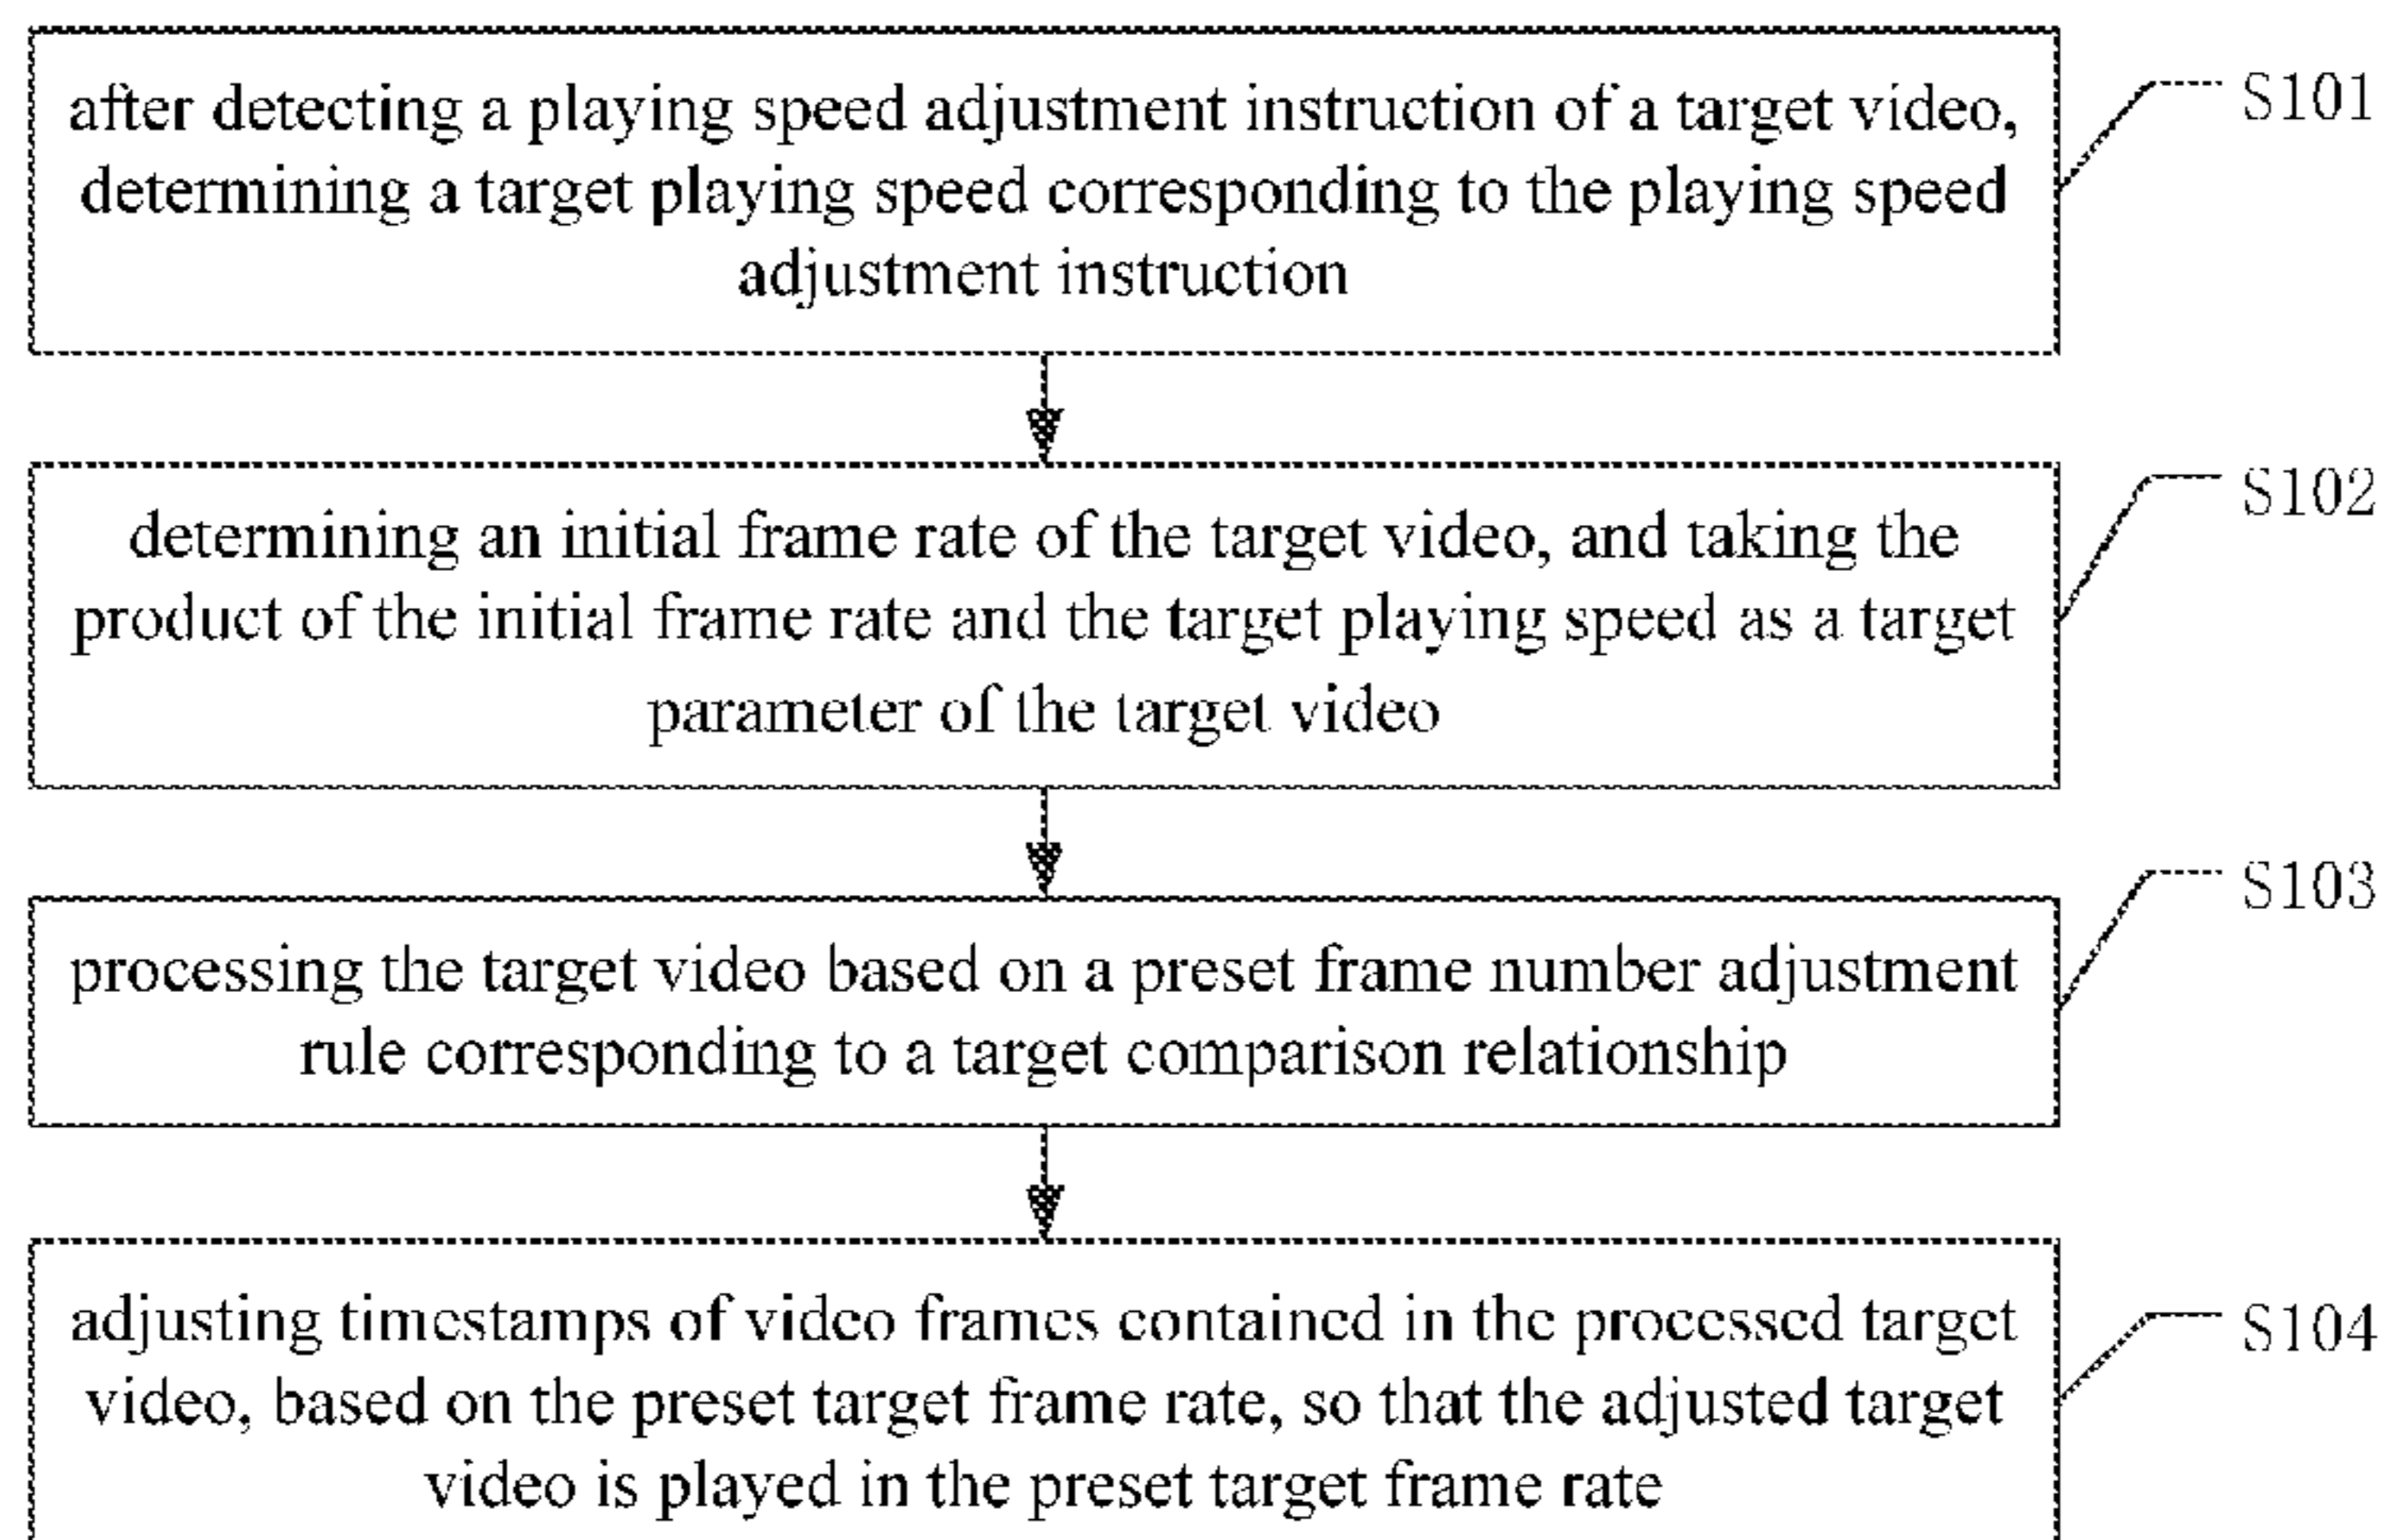 after detecting a playing speed adjustment instruction of a target video,
determining a target playing speed corresponding to the playing speed
adjustment instruction
S101
determining an initial frame rate of the target video, and taking the
product of the initial frame rate and the target playing speed as a target
parameter of the target video
S102
processing the target video based on a preset frame number adjustment
rule corresponding to a target comparison relationship
S103
adjusting timestamps of video frames contained in the processed target
video, based on the preset target frame rate, so that the adjusted target
video is played in the preset target frame rate
S104